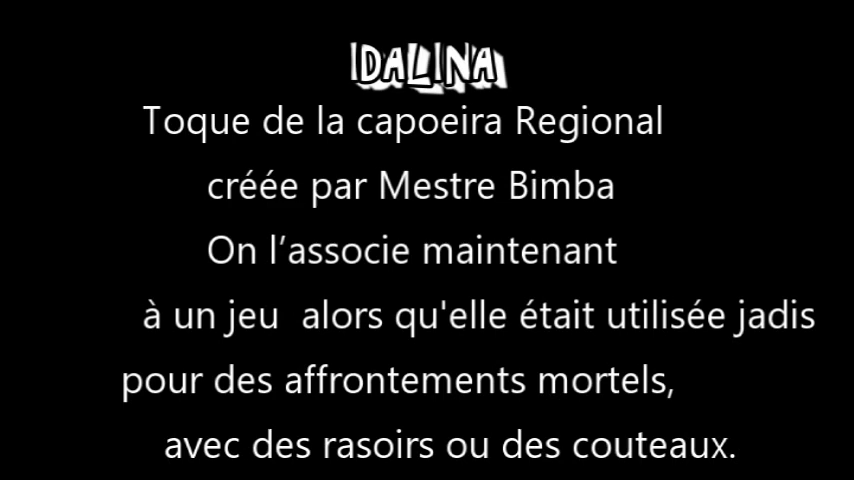 IDALINA
Toque de la capoeira Regional
créée par Mestre Bimba
On l’associe maintenant
à un jeu  alors qu'elle était utilisée jadis
pour des affrontements mortels,
avec des rasoirs ou des couteaux.